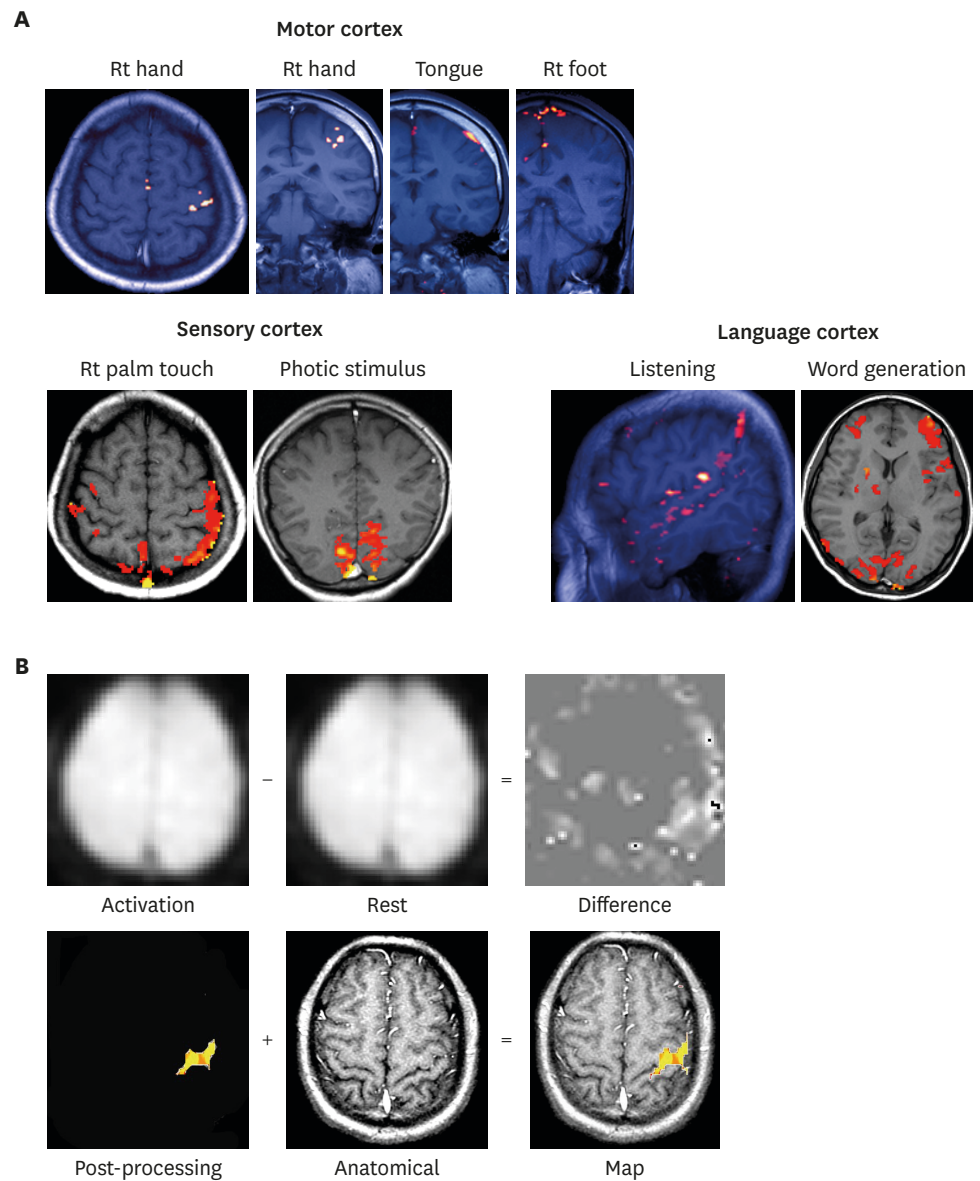 A
Motor cortex
Rt hand
Rt hand
Tongue
Rt foot
Sensory cortex
Rt palm touch
Photic stimulus
Language cortex
Listening
Word generation
B
−
=
Activation
Rest
Difference
+
=
Post-processing
Anatomical
Map